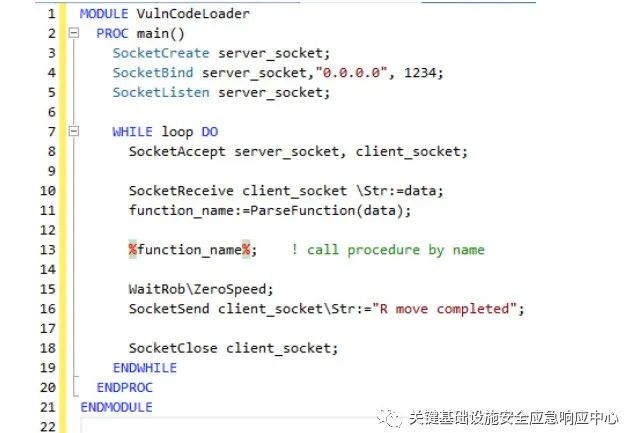 1 MODULE VulnCodeLoader
2 PROC main()
3 SocketCreate server_socket;
4 SocketBind server_socket,"0.0.0.0", 1234;
5 SocketListen server_socket;
6
7 WHILE loop DO
8 SocketAccept server_socket, client_socket;
9
10 SocketReceive client_socket \Str:=data;
11 function_name:=ParseFunction(data);
12
13 %function_name%; ! call procedure by name
14
15 WaitRob\ZeroSpeed;
16 SocketSend client_socket\Str:="R move completed";
17
18 SocketClose client_socket;
19 ENDWHILE
20 ENDPROC
21 ENDMODULE
22
关键基础设施安全应急响应中心